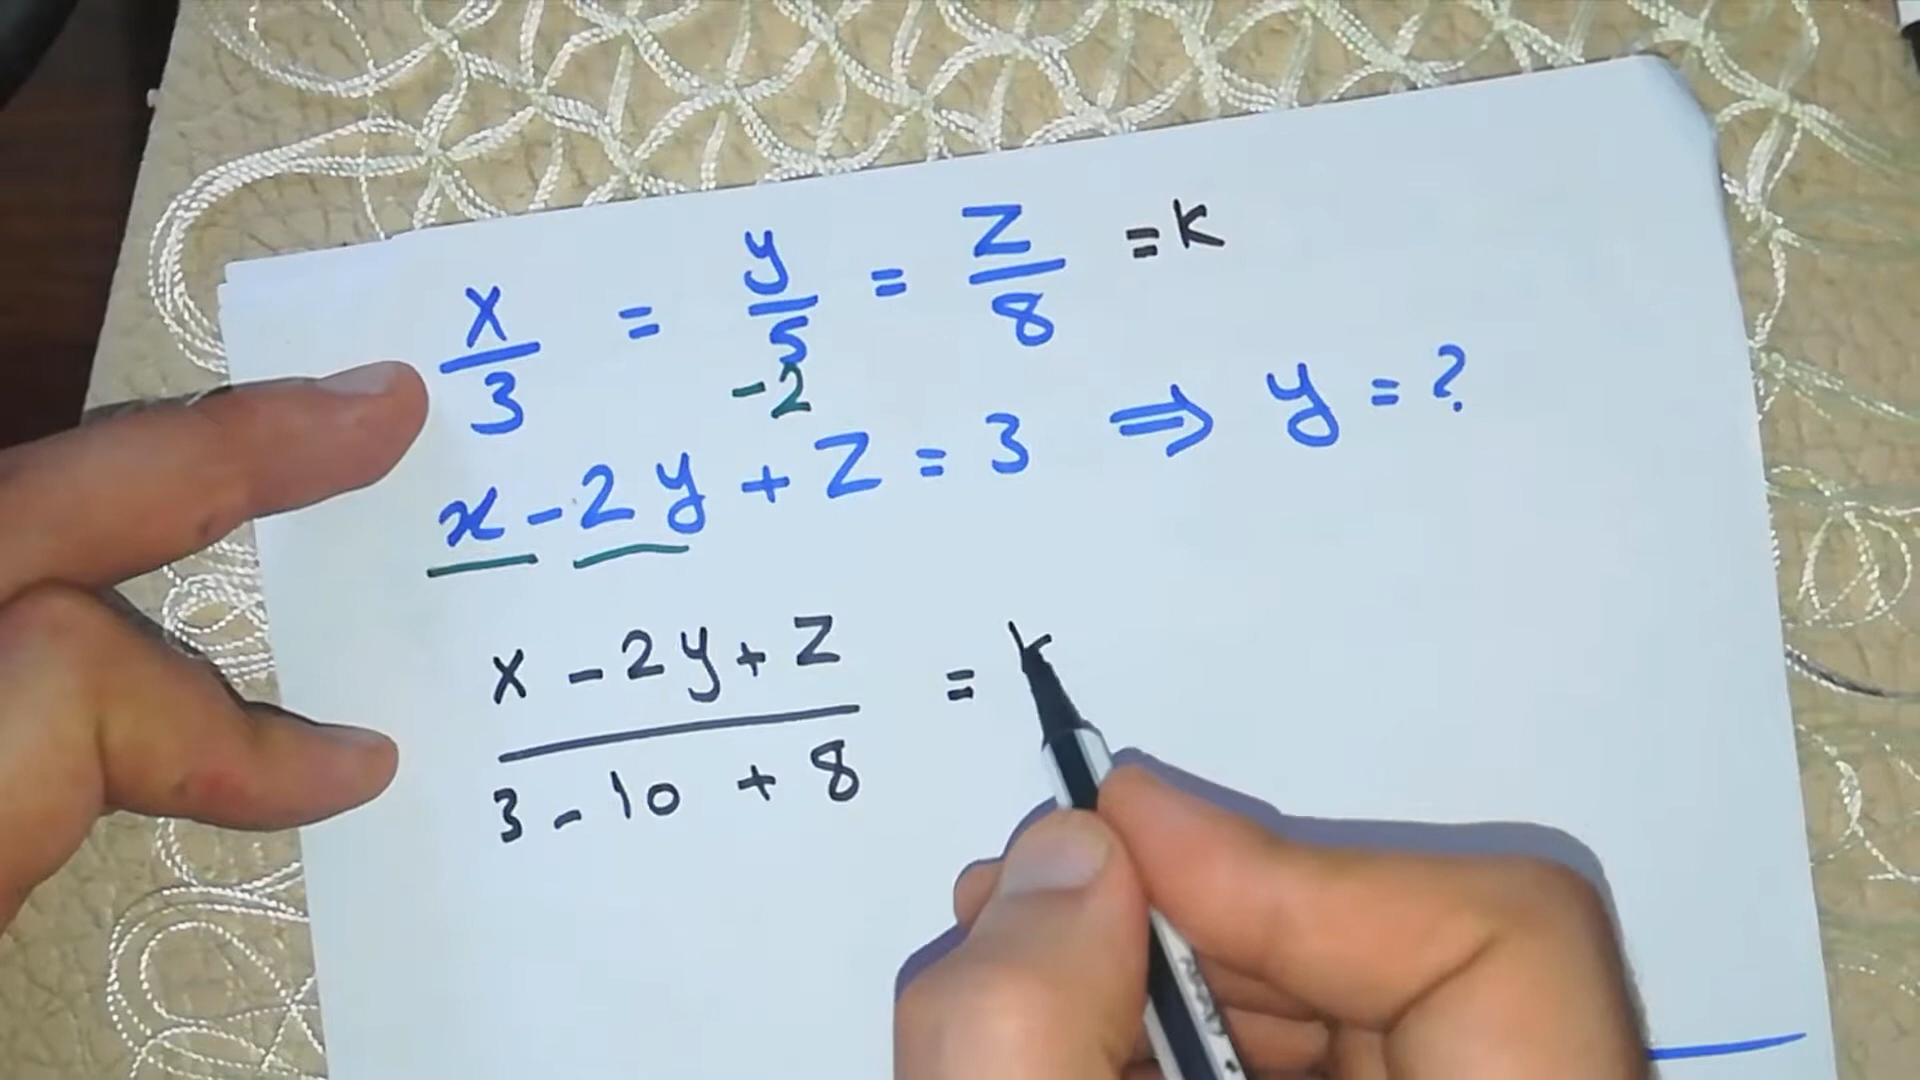 x/3 = y/5 = z/8 = k
-2
x - 2y + z = 3 ⇒ y = ?
x - 2y + z / 3 - 10 + 8 = k